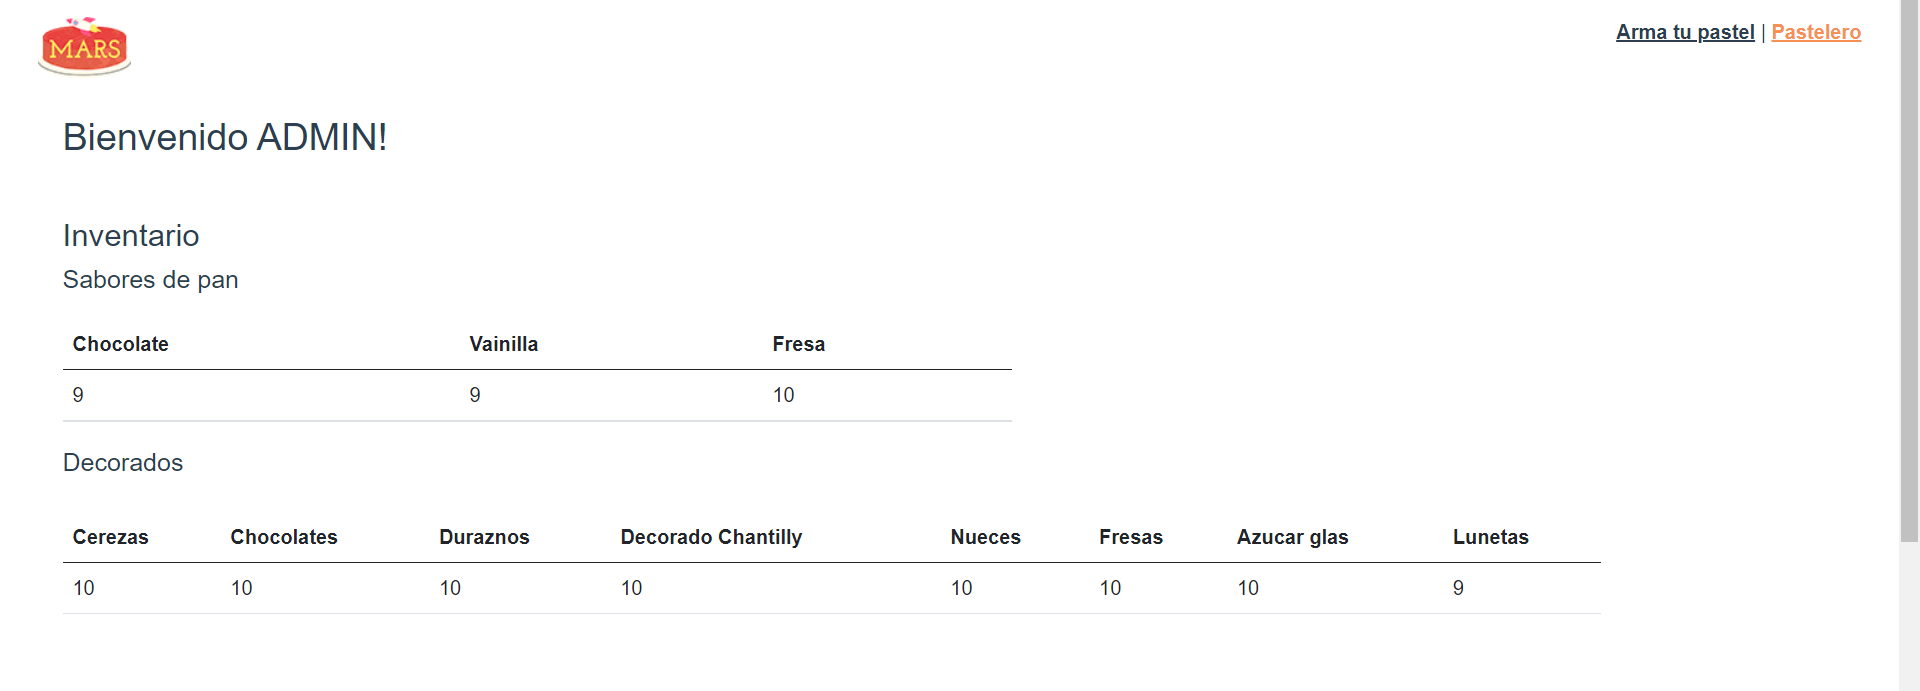 MARS
Arma tu pastel | Pastelero
Bienvenido ADMIN!
Inventario
Sabores de pan
Chocolate Vainilla Fresa
9 9 10
Decorados
Cerezas Chocolates Duraznos Decorado Chantilly Nueces Fresas Azucar glas Lunetas
10 10 10 10 10 10 10 9